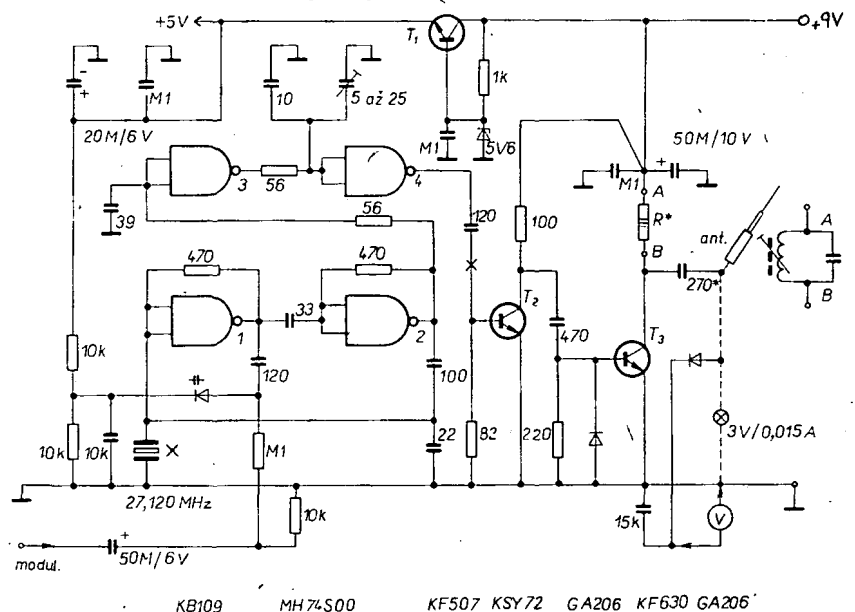 +5V
T1
+9V
M1
20M/6V
10
5 až 25
1k
M1
5V6
50M/10V
M1
A
R*
B
ant.
A
B
3
56
4
39
56
120
100
270*
470
470
1
33
2
T2
470
T3
120
100
10k
10k
10k
X
27,120 MHz
M1
22
82
220
3V/0,015A
15k
V
10k
modul.
50M/6V
KB109 MH74S00 KF507 KSY72 GA206 KF630 GA206